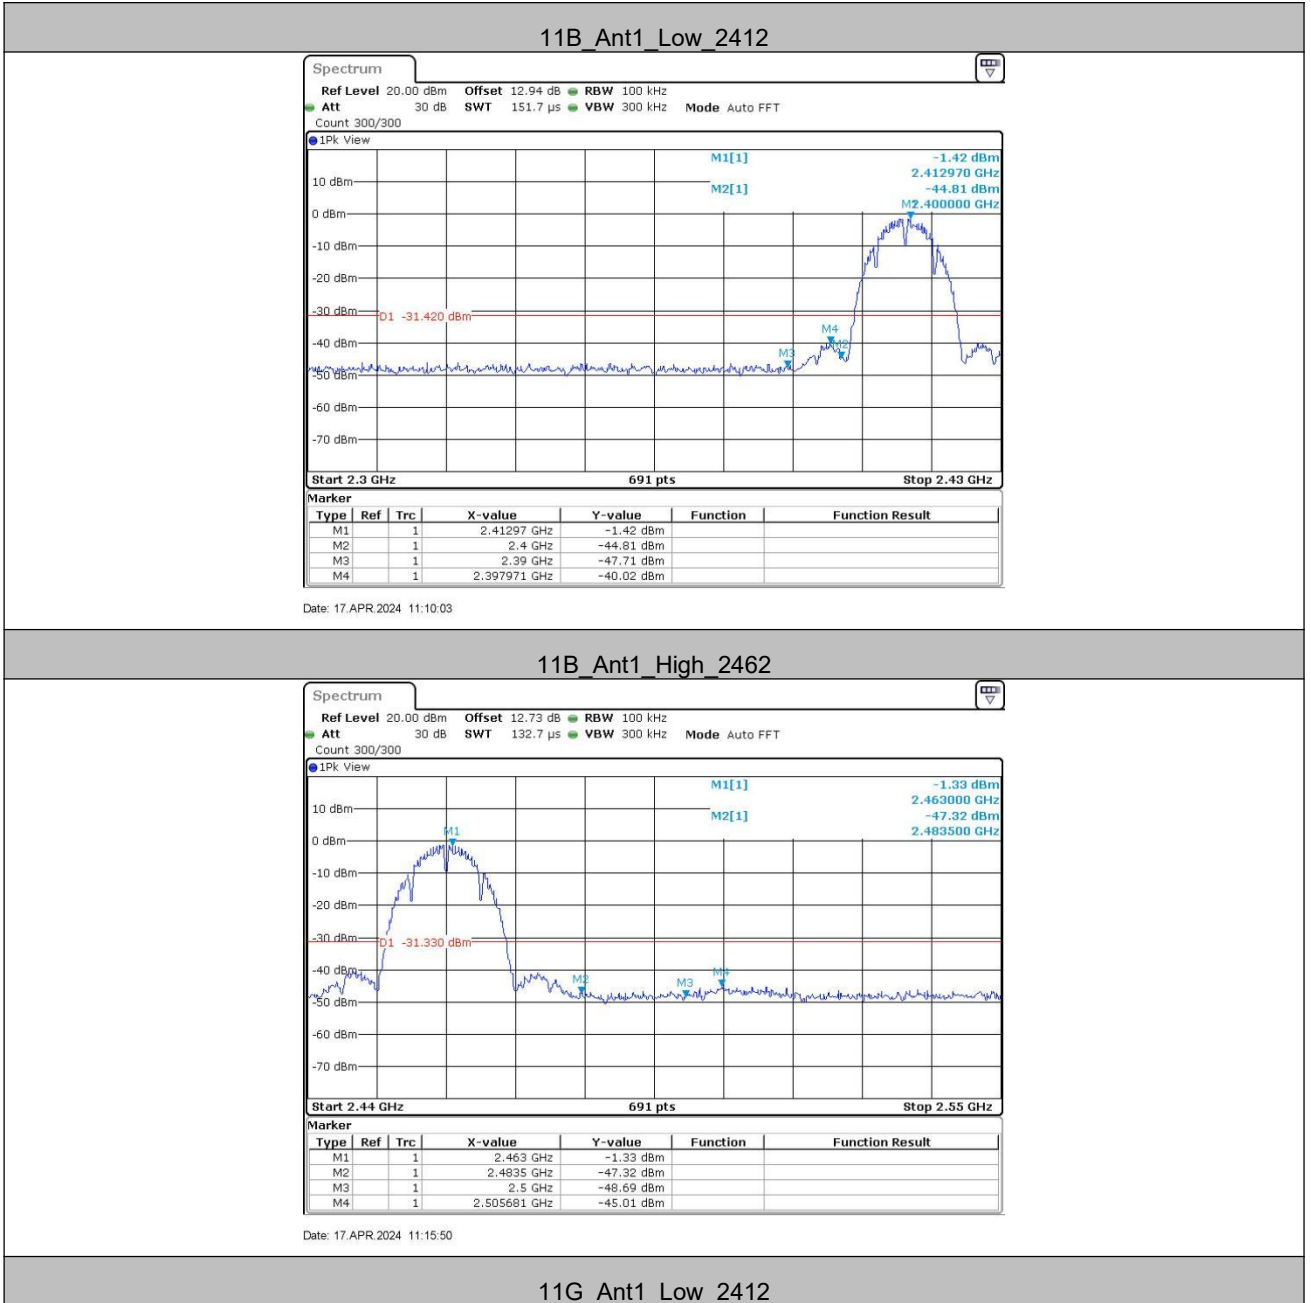 11B_Ant1_Low_2412
Spectrum
Ref Level 20.00 dBm Offset 12.94 dB RBW 100 kHz
Att 30 dB SWT 151.7 µs VBW 300 kHz Mode Auto FFT
Count 300/300
1Pk View
M1[1] -1.42 dBm
2.412970 GHz
10 dBm
M2[1] -44.81 dBm
2.400000 GHz
M1
0 dBm
-10 dBm
-20 dBm
-30 dBm
D1 -31.420 dBm
M4
-40 dBm
M2
M3
-50 dBm
-60 dBm
-70 dBm
Start 2.3 GHz 691 pts Stop 2.43 GHz
Marker
Type Ref Trc X-value Y-value Function Function Result
M1 1 2.41297 GHz -1.42 dBm
M2 1 2.4 GHz -44.81 dBm
M3 1 2.39 GHz -47.71 dBm
M4 1 2.397971 GHz -40.02 dBm
Date: 17.APR.2024 11:10:03
11B_Ant1_High_2462
Spectrum
Ref Level 20.00 dBm Offset 12.73 dB RBW 100 kHz
Att 30 dB SWT 132.7 µs VBW 300 kHz Mode Auto FFT
Count 300/300
1Pk View
M1[1] -1.33 dBm
2.463000 GHz
10 dBm
M2[1] -47.32 dBm
2.483500 GHz
M1
0 dBm
-10 dBm
-20 dBm
-30 dBm
D1 -31.330 dBm
-40 dBm
M2 M3 M4
-50 dBm
-60 dBm
-70 dBm
Start 2.44 GHz 691 pts Stop 2.55 GHz
Marker
Type Ref Trc X-value Y-value Function Function Result
M1 1 2.463 GHz -1.33 dBm
M2 1 2.4835 GHz -47.32 dBm
M3 1 2.5 GHz -48.69 dBm
M4 1 2.505681 GHz -45.01 dBm
Date: 17.APR.2024 11:15:50
11G_Ant1_Low_2412